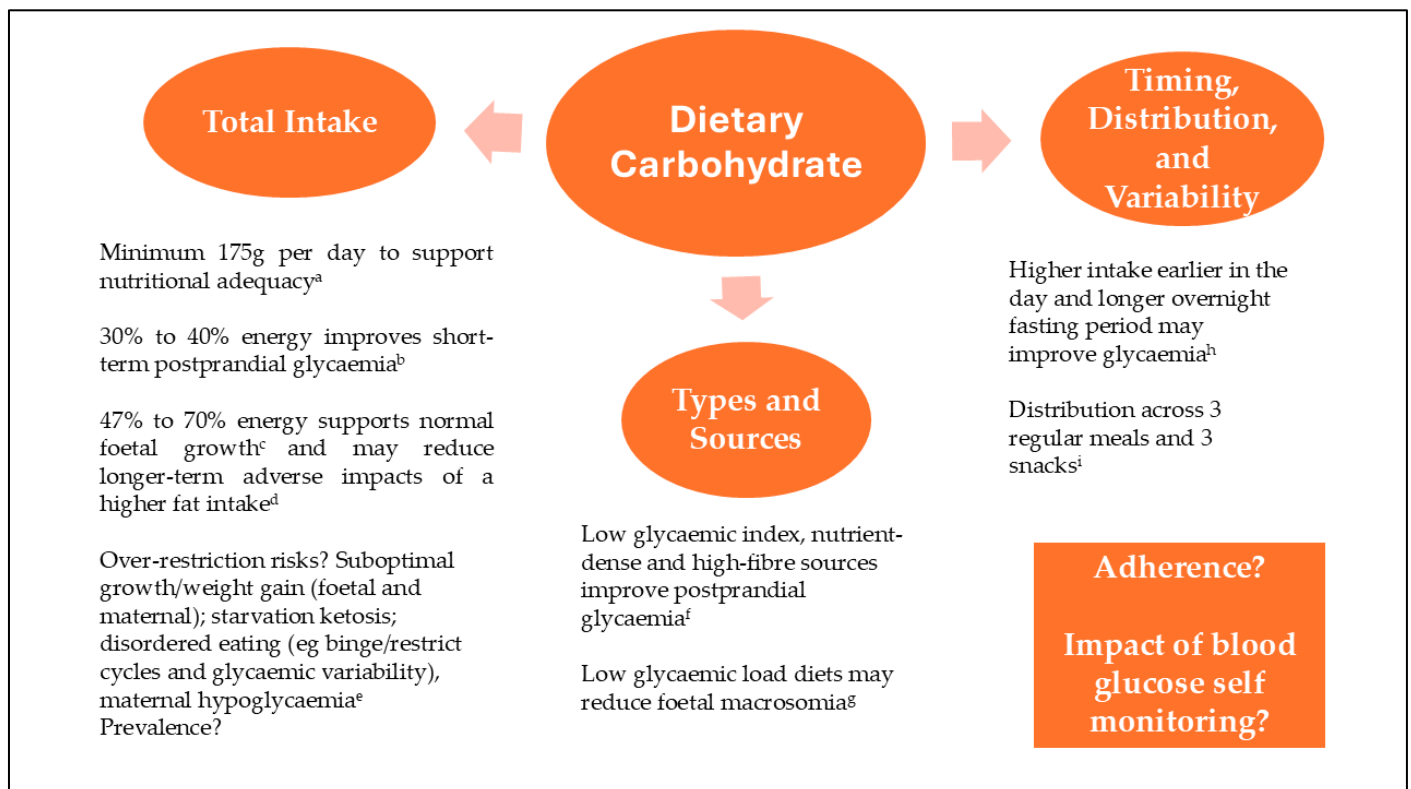 Dietary
Carbohydrate
Total Intake
Minimum 175g per day to support
nutritional adequacyᵃ
30% to 40% energy improves short-
term postprandial glycaemiaᵇ
47% to 70% energy supports normal
foetal growthᶜ and may reduce
longer-term adverse impacts of a
higher fat intakeᵈ
Over-restriction risks? Suboptimal
growth/weight gain (foetal and
maternal); starvation ketosis;
disordered eating (eg binge/restrict
cycles and glycaemic variability),
maternal hypoglycaemiaᵉ
Prevalence?
Types and
Sources
Low glycaemic index, nutrient-
dense and high-fibre sources
improve postprandial
glycaemiaᶠ
Low glycaemic load diets may
reduce foetal macrosomiaᵍ
Timing,
Distribution,
and
Variability
Higher intake earlier in the
day and longer overnight
fasting period may
improve glycaemiaʰ
Distribution across 3
regular meals and 3
snacksⁱ
Adherence?
Impact of blood
glucose self
monitoring?